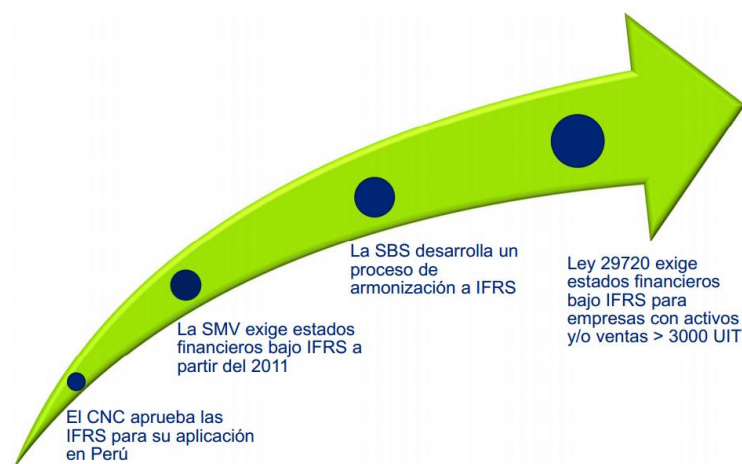 El CNC aprueba las
IFRS para su aplicación
en Perú
La SMV exige estados
financieros bajo IFRS a
partir del 2011
La SBS desarrolla un
proceso de
armonización a IFRS
Ley 29720 exige
estados financieros
bajo IFRS para
empresas con activos
y/o ventas > 3000 UIT